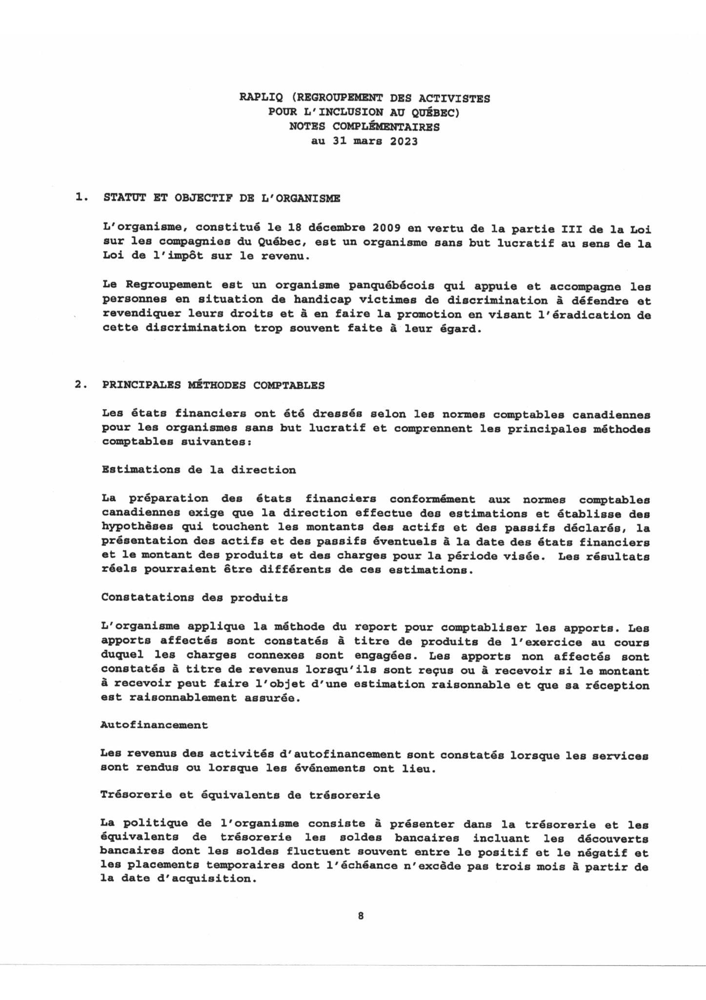 RAPLIQ (REGROUPEMENT DES ACTIVISTES
POUR L'INCLUSION AU QUÉBEC)
NOTES COMPLÉMENTAIRES
au 31 mars 2023
1. STATUT ET OBJECTIF DE L'ORGANISME
L'organisme, constitué le 18 décembre 2009 en vertu de la partie III de la Loi
sur les compagnies du Québec, est un organisme sans but lucratif au sens de la
Loi de l'impôt sur le revenu.
Le Regroupement est un organisme panquébécois qui appuie et accompagne les
personnes en situation de handicap victimes de discrimination à défendre et
revendiquer leurs droits et à en faire la promotion en visant l'éradication de
cette discrimination trop souvent faite à leur égard.
2. PRINCIPALES MÉTHODES COMPTABLES
Les états financiers ont été dressés selon les normes comptables canadiennes
pour les organismes sans but lucratif et comprennent les principales méthodes
comptables suivantes:
Estimations de la direction
La préparation des états financiers conformément aux normes comptables
canadiennes exige que la direction effectue des estimations et établisse des
hypothèses qui touchent les montants des actifs et des passifs déclarés, la
présentation des actifs et des passifs éventuels à la date des états financiers
et le montant des produits et des charges pour la période visée. Les résultats
réels pourraient être différents de ces estimations.
Constatations des produits
L'organisme applique la méthode du report pour comptabliser les apports. Les
apports affectés sont constatés à titre de produits de l'exercice au cours
duquel les charges connexes sont engagées. Les apports non affectés sont
constatés à titre de revenus lorsqu'ils sont reçus ou à recevoir si le montant
à recevoir peut faire l'objet d'une estimation raisonnable et que sa réception
est raisonnablement assurée.
Autofinancement
Les revenus des activités d'autofinancement sont constatés lorsque les services
sont rendus ou lorsque les événements ont lieu.
Trésorerie et équivalents de trésorerie
La politique de l'organisme consiste à présenter dans la trésorerie et les
équivalents de trésorerie les soldes bancaires incluant les découverts
bancaires dont les soldes fluctuent souvent entre le positif et le négatif et
les placements temporaires dont l'échéance n'excède pas trois mois à partir de
la date d'acquisition.
8